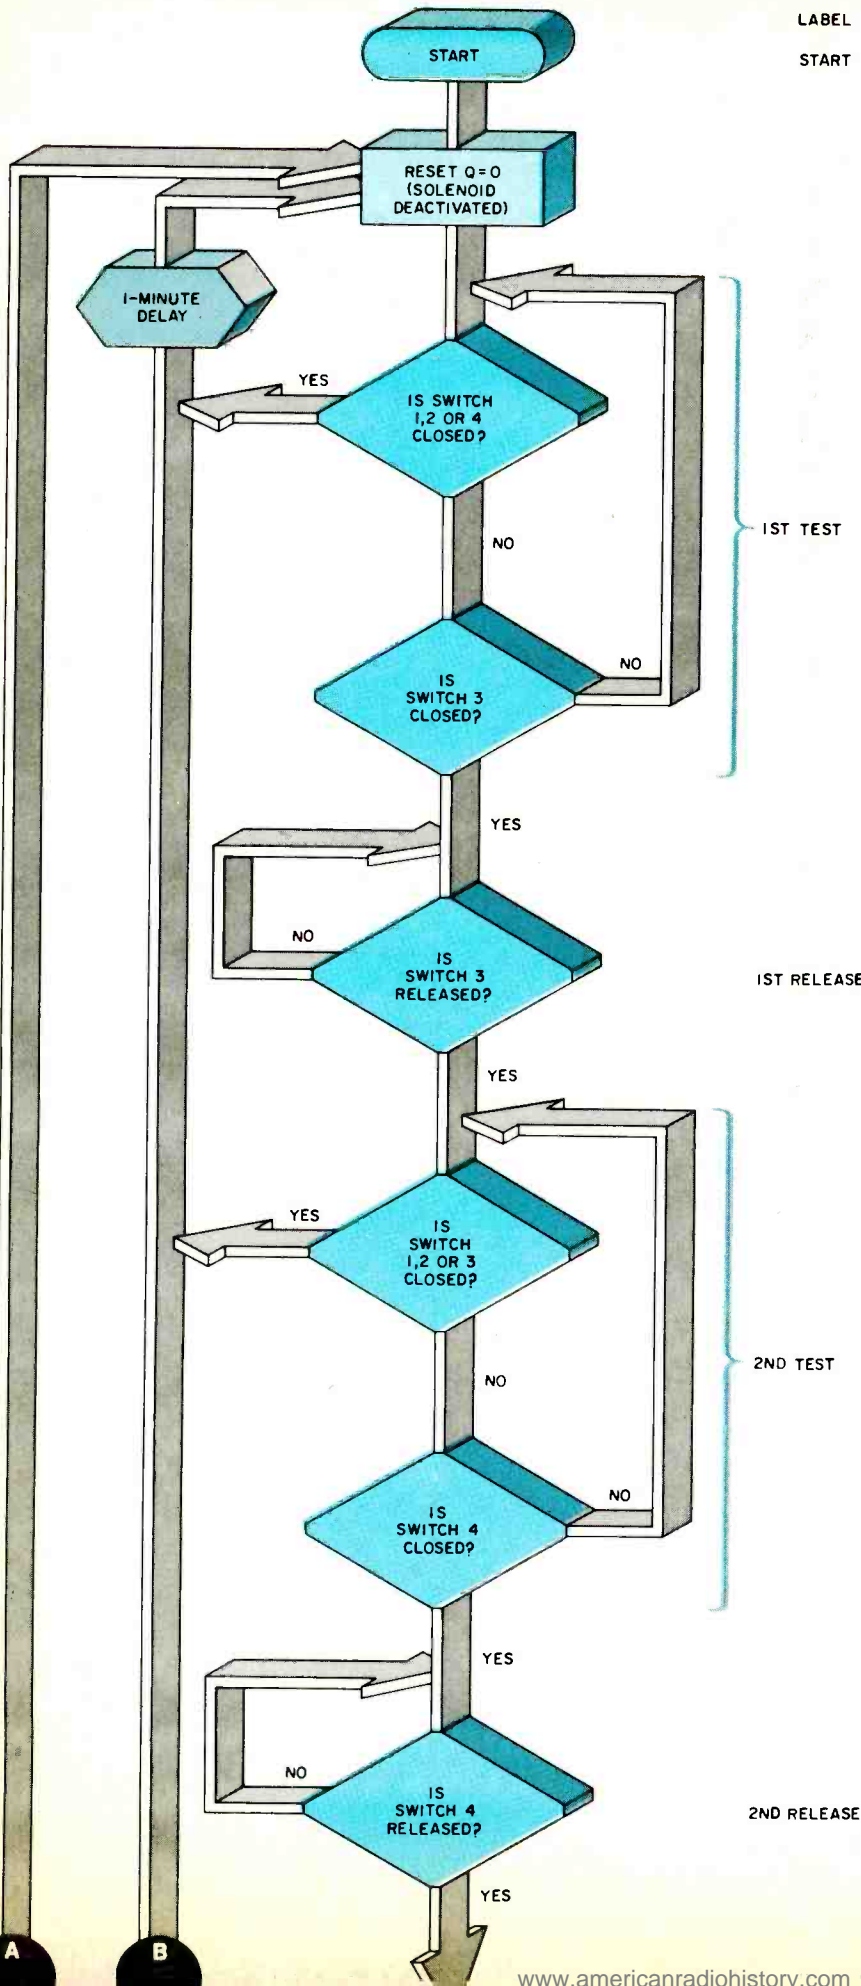 LABEL
START
START
RESET Q=0
(SOLENOID
DEACTIVATED)
1-MINUTE
DELAY
YES
IS SWITCH
1,2 OR 4
CLOSED?
NO
1ST TEST
IS
SWITCH 3
CLOSED?
NO
YES
NO
IS
SWITCH 3
RELEASED?
1ST RELEASE
YES
YES
IS
SWITCH
1,2 OR 3
CLOSED?
2ND TEST
NO
NO
IS
SWITCH 4
CLOSED?
YES
NO
IS
SWITCH 4
RELEASED?
2ND RELEASE
YES
A
B
www.americanradiohistory.com